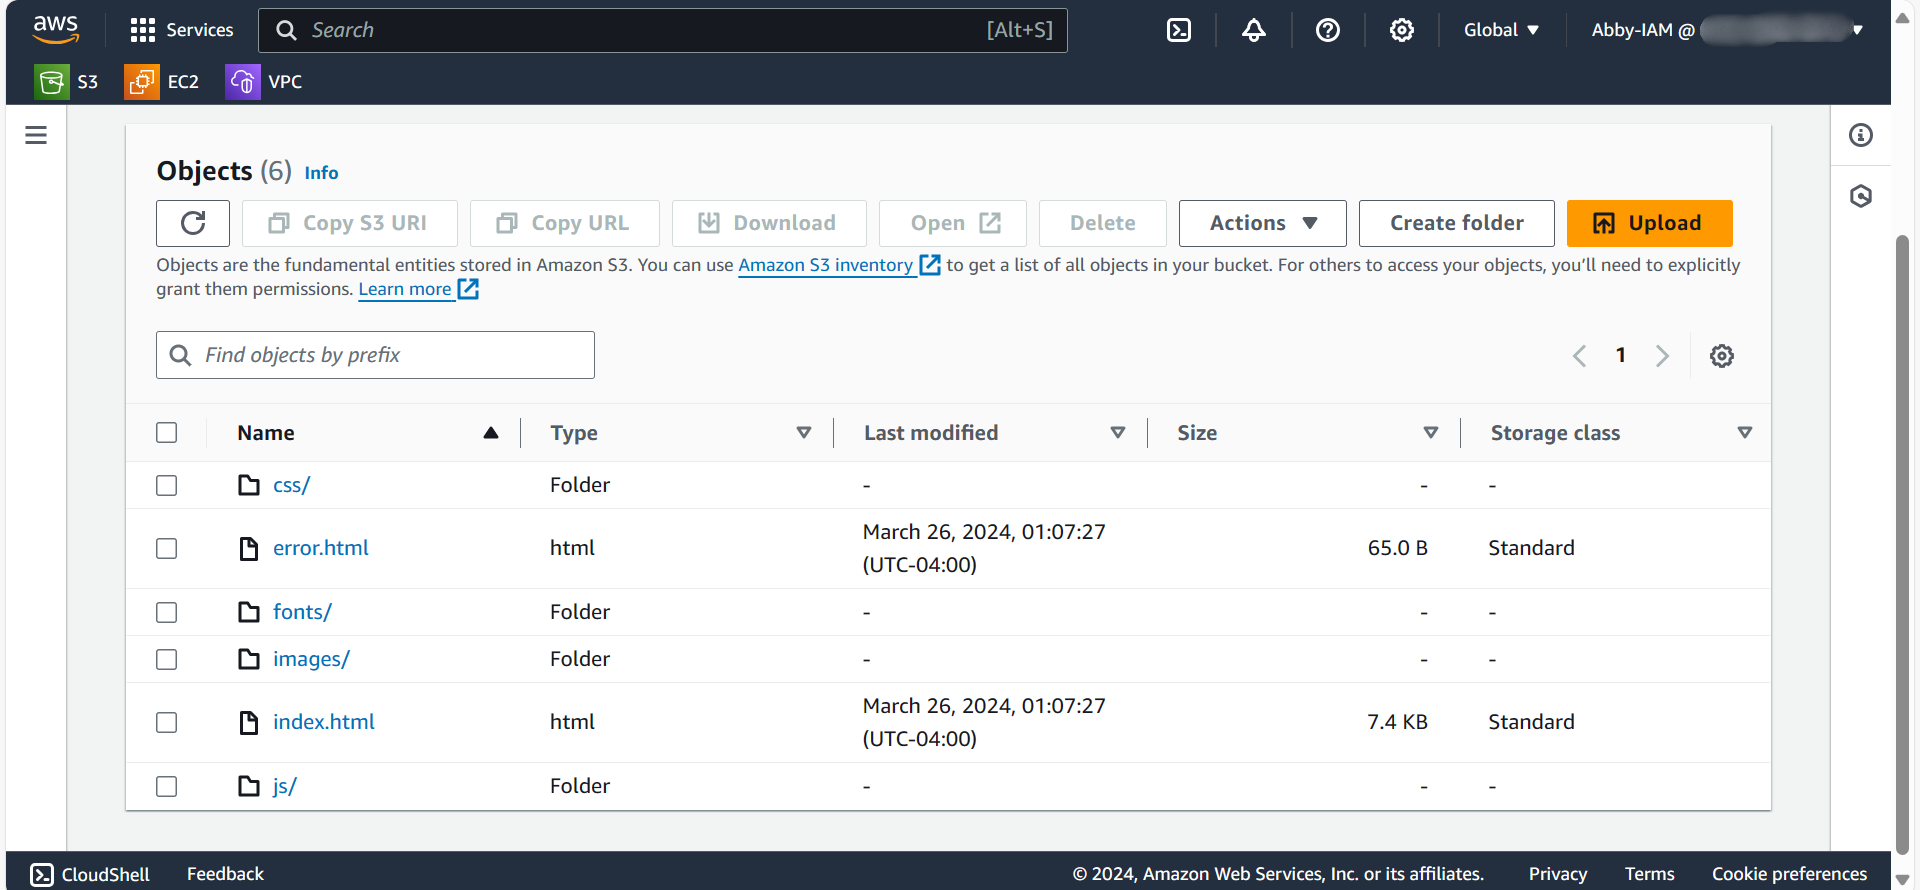 aws Services Search [Alt+S] Global Abby-IAM @
S3 EC2 VPC
Objects (6) Info
Copy S3 URI Copy URL Download Open Delete Actions Create folder Upload
Objects are the fundamental entities stored in Amazon S3. You can use Amazon S3 inventory to get a list of all objects in your bucket. For others to access your objects, you’ll need to explicitly
grant them permissions. Learn more
Find objects by prefix 1
Name Type Last modified Size Storage class
css/ Folder - - -
error.html html March 26, 2024, 01:07:27 (UTC-04:00) 65.0 B Standard
fonts/ Folder - - -
images/ Folder - - -
index.html html March 26, 2024, 01:07:27 (UTC-04:00) 7.4 KB Standard
js/ Folder - - -
CloudShell Feedback © 2024, Amazon Web Services, Inc. or its affiliates. Privacy Terms Cookie preferences